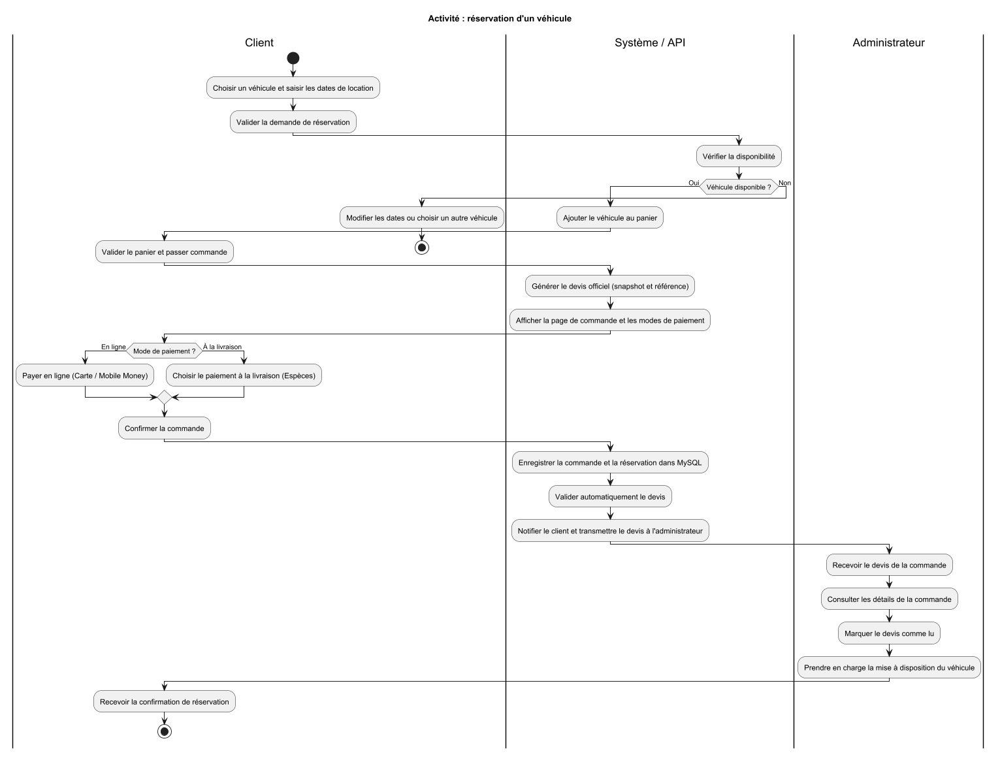 Activité : réservation d'un véhicule
Client
Système / API
Administrateur
Choisir un véhicule et saisir les dates de location
Valider la demande de réservation
Vérifier la disponibilité
Oui
Véhicule disponible ?
Non
Modifier les dates ou choisir un autre véhicule
Ajouter le véhicule au panier
Valider le panier et passer commande
Générer le devis officiel (snapshot et référence)
Afficher la page de commande et les modes de paiement
En ligne
Mode de paiement ?
À la livraison
Payer en ligne (Carte / Mobile Money)
Choisir le paiement à la livraison (Espèces)
Confirmer la commande
Enregistrer la commande et la réservation dans MySQL
Valider automatiquement le devis
Notifier le client et transmettre le devis à l'administrateur
Recevoir le devis de la commande
Consulter les détails de la commande
Marquer le devis comme lu
Prendre en charge la mise à disposition du véhicule
Recevoir la confirmation de réservation